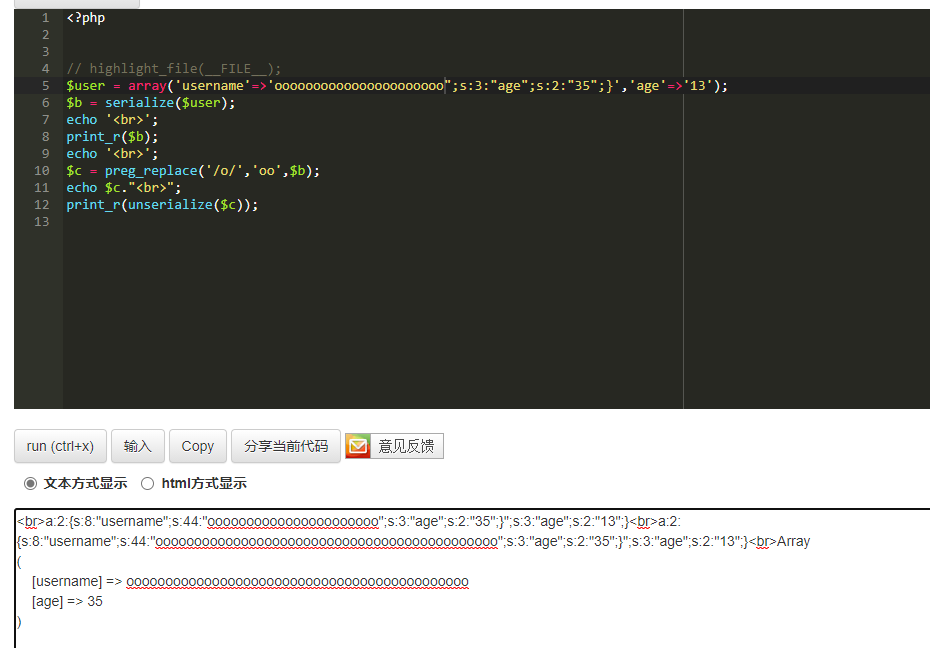 1 <?php
2
3
4 // highlight_file(__FILE__);
5 $user = array('username'=>'oooooooooooooooooooooo";s:3:"age";s:2:"35";}','age'=>'13');
6 $b = serialize($user);
7 echo '<br>';
8 print_r($b);
9 echo '<br>';
10 $c = preg_replace('/o/','oo',$b);
11 echo $c."<br>";
12 print_r(unserialize($c));
13
run (ctrl+x) 输入 Copy 分享当前代码 意见反馈
文本方式显示 html方式显示
<br>a:2:{s:8:"username";s:44:"oooooooooooooooooooooo";s:3:"age";s:2:"35";}";s:3:"age";s:2:"13";}<br>a:2:
{s:8:"username";s:44:"oooooooooooooooooooooooooooooooooooooooooooo";s:3:"age";s:2:"35";}";s:3:"age";s:2:"13";}<br>Array
(
[username] => oooooooooooooooooooooooooooooooooooooooooooo
[age] => 35
)